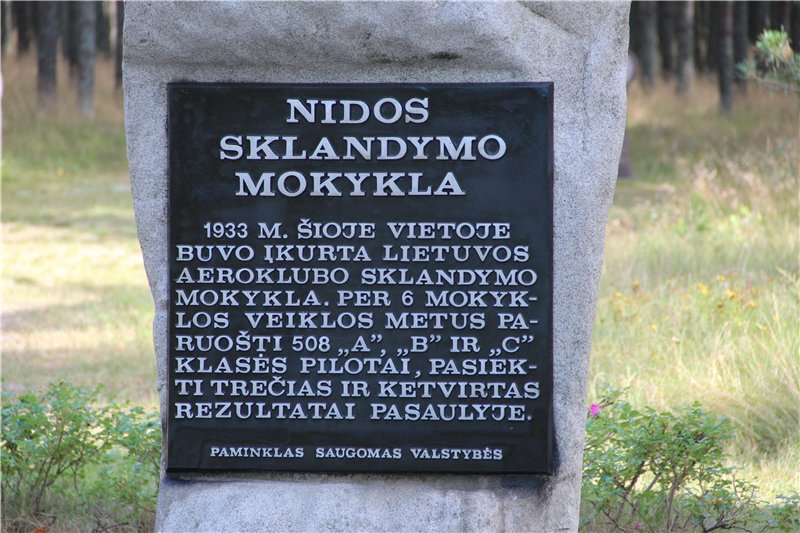 NIDOS
SKLANDYMO
MOKYKLA
1933 M. ŠIOJE VIETOJE
BUVO ĮKURTA LIETUVOS
AEROKLUBO SKLANDYMO
MOKYKLA. PER 6 MOKYK-
LOS VEIKLOS METUS PA-
RUOŠTI 508 „A”, „B” IR „C”
KLASĖS PILOTAI, PASIEK-
TI TREČIAS IR KETVIRTAS
REZULTATAI PASAULYJE.
PAMINKLAS SAUGOMAS VALSTYBĖS